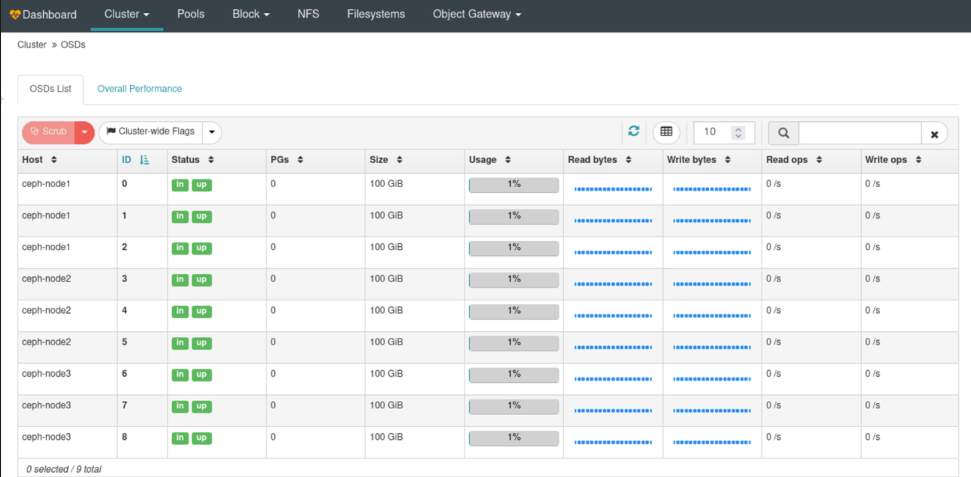 Dashboard Cluster Pools Block NFS Filesystems Object Gateway
Cluster » OSDs
OSDs List Overall Performance
Scrub Cluster-wide Flags 10
Host ID Status PGs Size Usage Read bytes Write bytes Read ops Write ops
ceph-node1 0 in up 0 100 GiB 1% 0 /s 0 /s
ceph-node1 1 in up 0 100 GiB 1% 0 /s 0 /s
ceph-node1 2 in up 0 100 GiB 1% 0 /s 0 /s
ceph-node2 3 in up 0 100 GiB 1% 0 /s 0 /s
ceph-node2 4 in up 0 100 GiB 1% 0 /s 0 /s
ceph-node2 5 in up 0 100 GiB 1% 0 /s 0 /s
ceph-node3 6 in up 0 100 GiB 1% 0 /s 0 /s
ceph-node3 7 in up 0 100 GiB 1% 0 /s 0 /s
ceph-node3 8 in up 0 100 GiB 1% 0 /s 0 /s
0 selected / 9 total